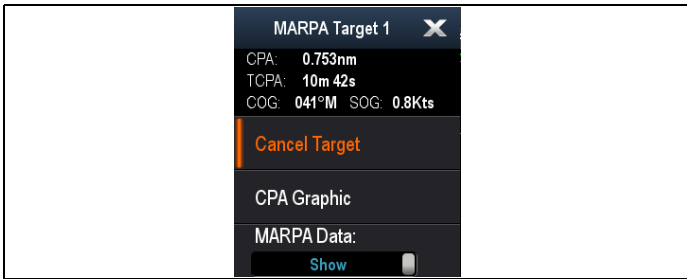 MARPA Target 1 X
CPA: 0.753nm
TCPA: 10m 42s
COG: 041°M SOG: 0.8Kts
Cancel Target
CPA Graphic
MARPA Data:
Show